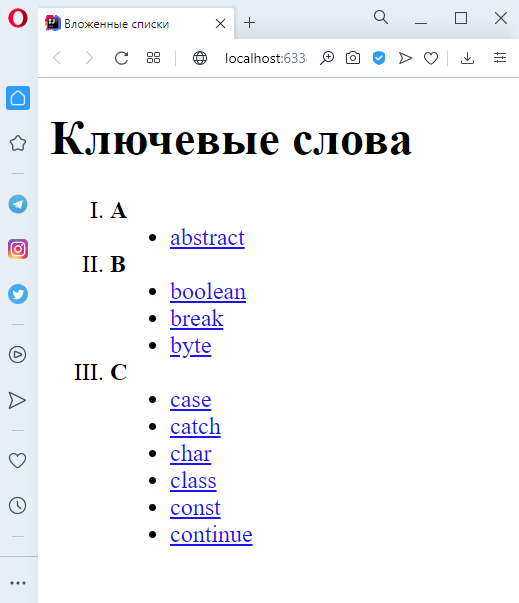 Вложенные списки
localhost:633
Ключевые слова
I. A
abstract
II. B
boolean
break
byte
III. C
case
catch
char
class
const
continue